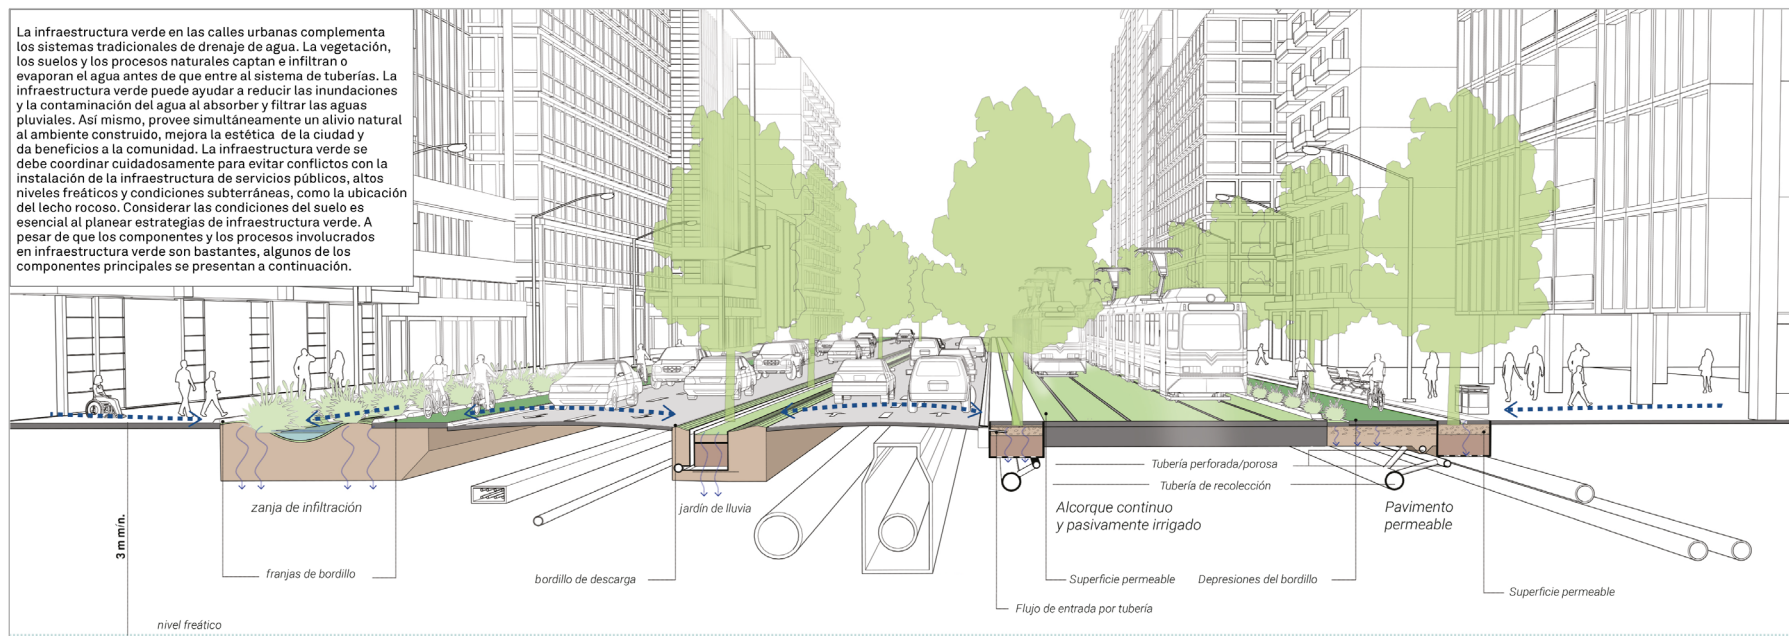 La infraestructura verde en las calles urbanas complementa
los sistemas tradicionales de drenaje de agua. La vegetación,
los suelos y los procesos naturales captan e infiltran o
evaporan el agua antes de que entre al sistema de tuberías. La
infraestructura verde puede ayudar a reducir las inundaciones
y la contaminación del agua al absorber y filtrar las aguas
pluviales. Así mismo, provee simultáneamente un alivio natural
al ambiente construido, mejora la estética de la ciudad y
da beneficios a la comunidad. La infraestructura verde se
debe coordinar cuidadosamente para evitar conflictos con la
instalación de la infraestructura de servicios públicos, altos
niveles freáticos y condiciones subterráneas, como la ubicación
del lecho rocoso. Considerar las condiciones del suelo es
esencial al planear estrategias de infraestructura verde. A
pesar de que los componentes y los procesos involucrados
en infraestructura verde son bastantes, algunos de los
componentes principales se presentan a continuación.
Tubería perforada/porosa
Tubería de recolección
zanja de infiltración
jardín de lluvia
Alcorque continuo
y pasivamente irrigado
Pavimento
permeable
3 m mín.
franjas de bordillo
bordillo de descarga
Superficie permeable
Depresiones del bordillo
Superficie permeable
Flujo de entrada por tubería
nivel freático